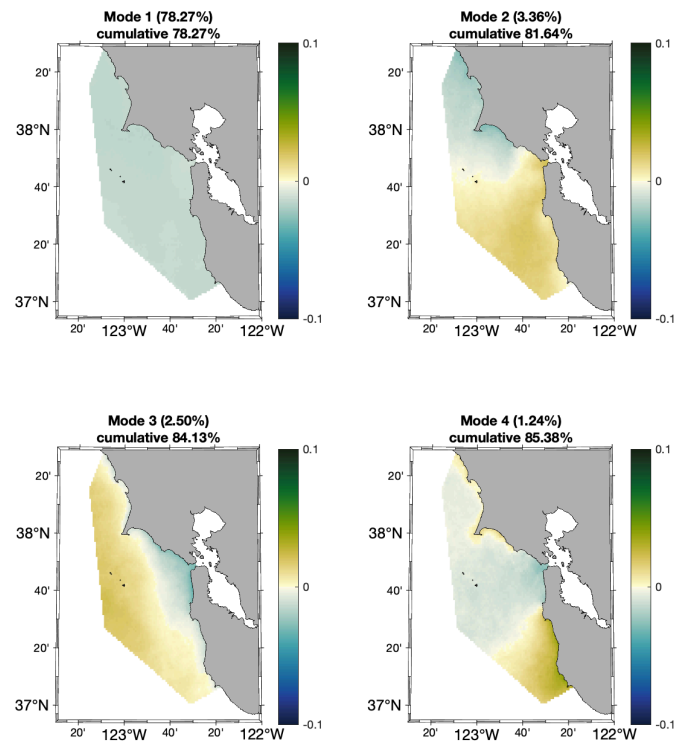 Mode 1 (78.27%)
cumulative 78.27%
20'
38°N
40'
20'
37°N
20'
123°W
40'
20'
122°W
0.1
0
-0.1
Mode 2 (3.36%)
cumulative 81.64%
20'
38°N
40'
20'
37°N
20'
123°W
40'
20'
122°W
0.1
0
-0.1
Mode 3 (2.50%)
cumulative 84.13%
20'
38°N
40'
20'
37°N
20'
123°W
40'
20'
122°W
0.1
0
-0.1
Mode 4 (1.24%)
cumulative 85.38%
20'
38°N
40'
20'
37°N
20'
123°W
40'
20'
122°W
0.1
0
-0.1